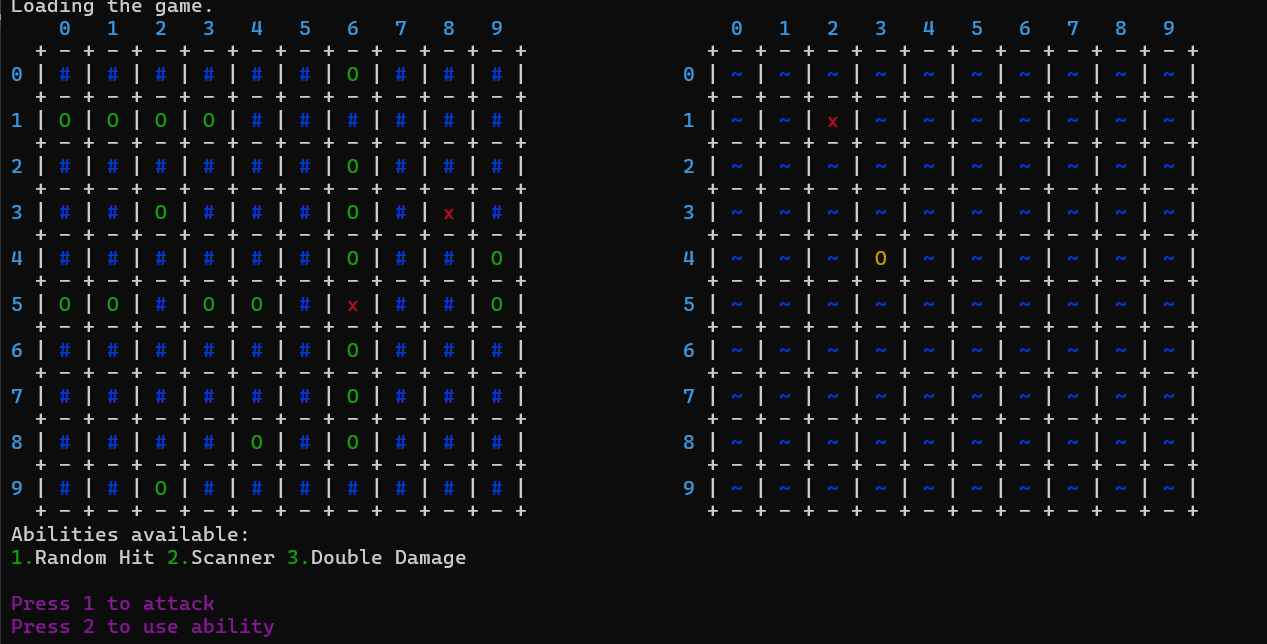 Loading the game.
0 1 2 3 4 5 6 7 8 9 0 1 2 3 4 5 6 7 8 9
+ - + - + - + - + - + - + - + - + - + - + + - + - + - + - + - + - + - + - + - + - +
0 | # | # | # | # | # | # | O | # | # | # | 0 | ~ | ~ | ~ | ~ | ~ | ~ | ~ | ~ | ~ | ~ |
+ - + - + - + - + - + - + - + - + - + - + + - + - + - + - + - + - + - + - + - + - +
1 | O | O | O | O | # | # | # | # | # | # | 1 | ~ | ~ | x | ~ | ~ | ~ | ~ | ~ | ~ | ~ |
+ - + - + - + - + - + - + - + - + - + - + + - + - + - + - + - + - + - + - + - + - +
2 | # | # | # | # | # | # | O | # | # | # | 2 | ~ | ~ | ~ | ~ | ~ | ~ | ~ | ~ | ~ | ~ |
+ - + - + - + - + - + - + - + - + - + - + + - + - + - + - + - + - + - + - + - + - +
3 | # | # | O | # | # | # | O | # | x | # | 3 | ~ | ~ | ~ | ~ | ~ | ~ | ~ | ~ | ~ | ~ |
+ - + - + - + - + - + - + - + - + - + - + + - + - + - + - + - + - + - + - + - + - +
4 | # | # | # | # | # | # | O | # | # | O | 4 | ~ | ~ | ~ | O | ~ | ~ | ~ | ~ | ~ | ~ |
+ - + - + - + - + - + - + - + - + - + - + + - + - + - + - + - + - + - + - + - + - +
5 | O | O | # | O | O | # | x | # | # | O | 5 | ~ | ~ | ~ | ~ | ~ | ~ | ~ | ~ | ~ | ~ |
+ - + - + - + - + - + - + - + - + - + - + + - + - + - + - + - + - + - + - + - + - +
6 | # | # | # | # | # | # | O | # | # | # | 6 | ~ | ~ | ~ | ~ | ~ | ~ | ~ | ~ | ~ | ~ |
+ - + - + - + - + - + - + - + - + - + - + + - + - + - + - + - + - + - + - + - + - +
7 | # | # | # | # | # | # | O | # | # | # | 7 | ~ | ~ | ~ | ~ | ~ | ~ | ~ | ~ | ~ | ~ |
+ - + - + - + - + - + - + - + - + - + - + + - + - + - + - + - + - + - + - + - + - +
8 | # | # | # | # | O | # | O | # | # | # | 8 | ~ | ~ | ~ | ~ | ~ | ~ | ~ | ~ | ~ | ~ |
+ - + - + - + - + - + - + - + - + - + - + + - + - + - + - + - + - + - + - + - + - +
9 | # | # | O | # | # | # | # | # | # | # | 9 | ~ | ~ | ~ | ~ | ~ | ~ | ~ | ~ | ~ | ~ |
+ - + - + - + - + - + - + - + - + - + - + + - + - + - + - + - + - + - + - + - + - +
Abilities available:
1.Random Hit 2.Scanner 3.Double Damage
Press 1 to attack
Press 2 to use ability